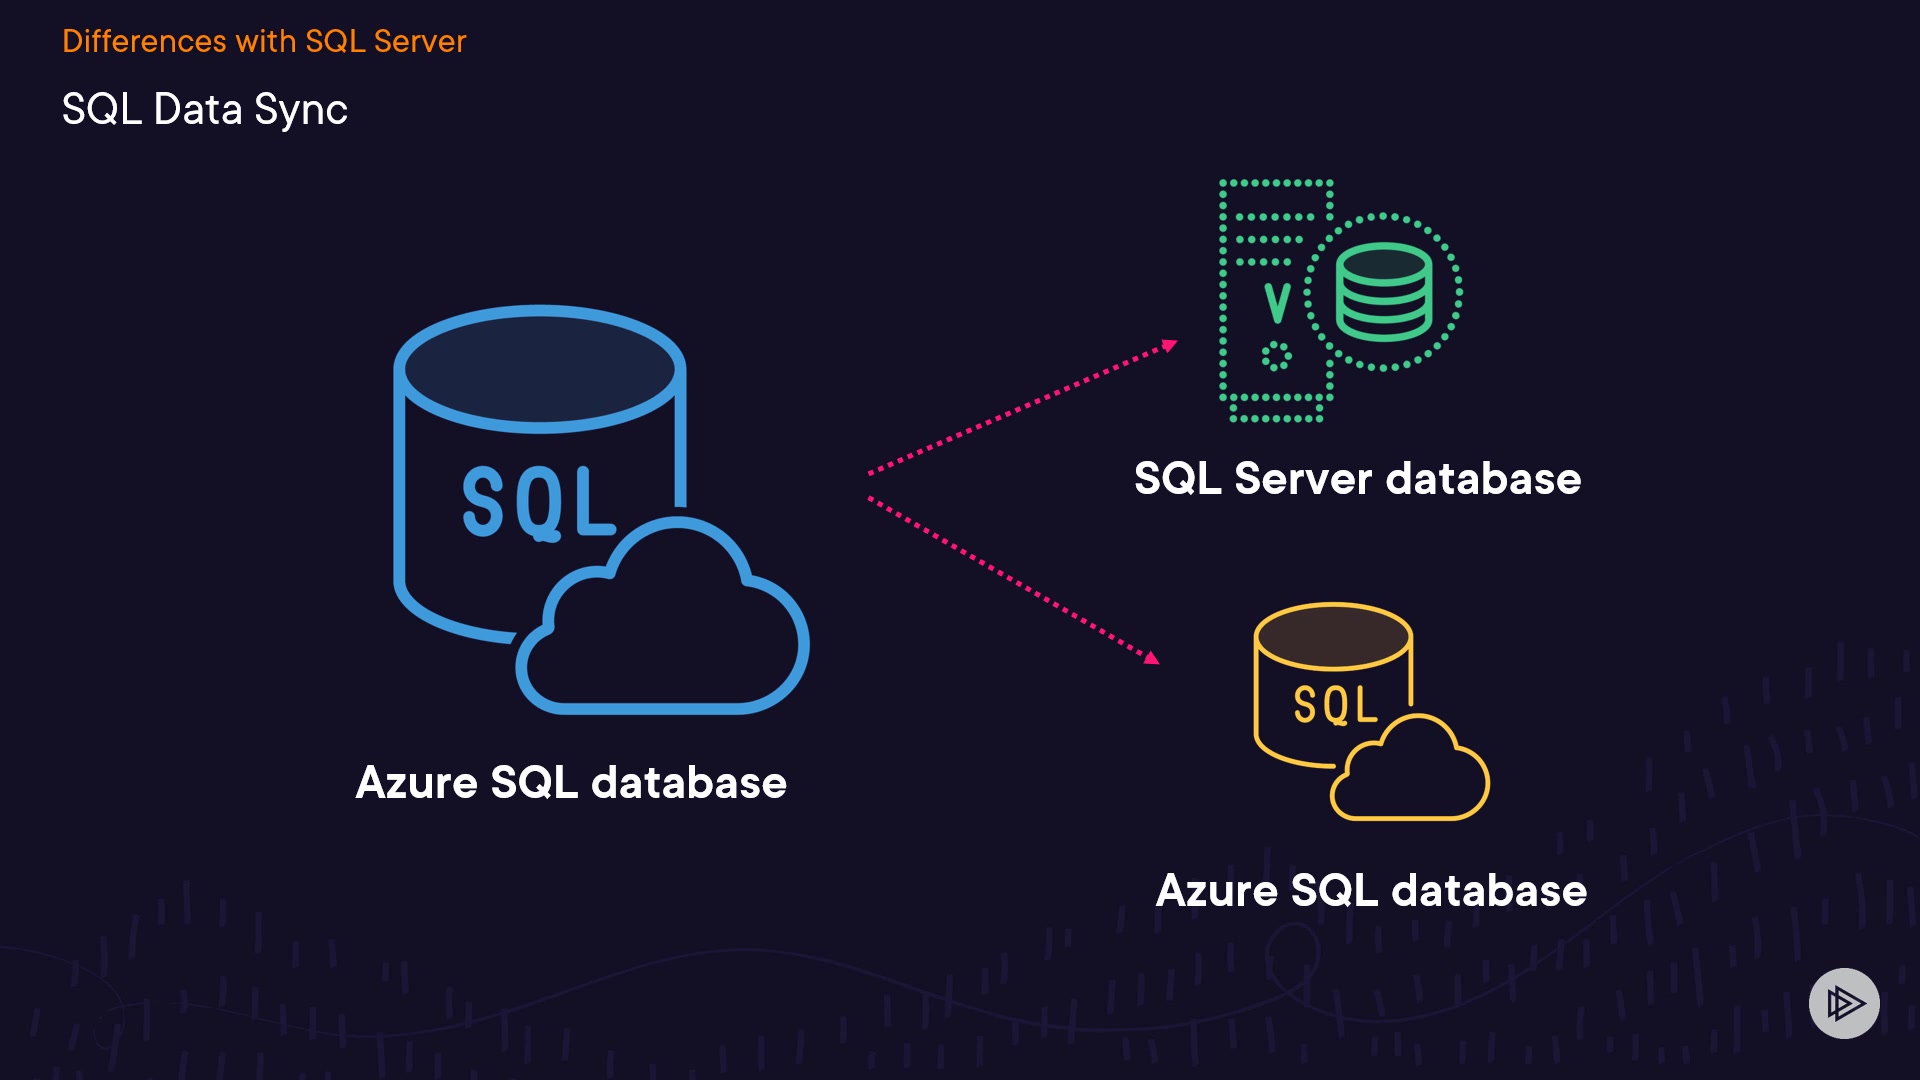 Differences with SQL Server
SQL Data Sync
SQL
Azure SQL database
SQL Server database
SQL
Azure SQL database